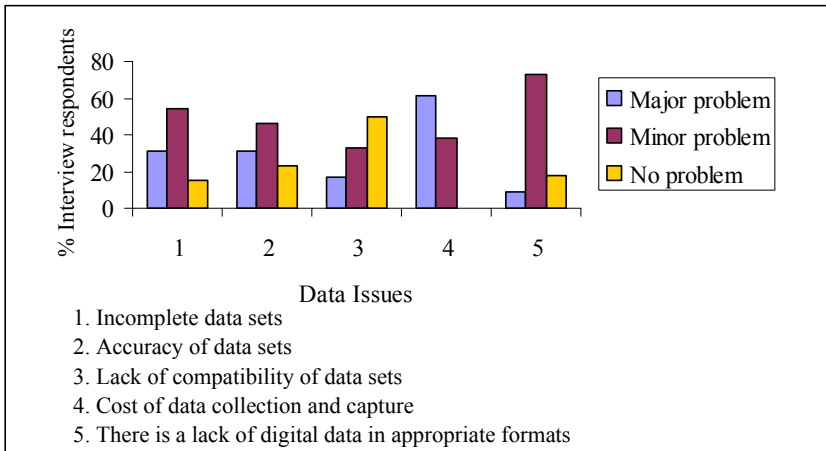 % Interview respondents
80
60
40
20
0
1 2 3 4 5
Data Issues
Major problem
Minor problem
No problem
1. Incomplete data sets
2. Accuracy of data sets
3. Lack of compatibility of data sets
4. Cost of data collection and capture
5. There is a lack of digital data in appropriate formats